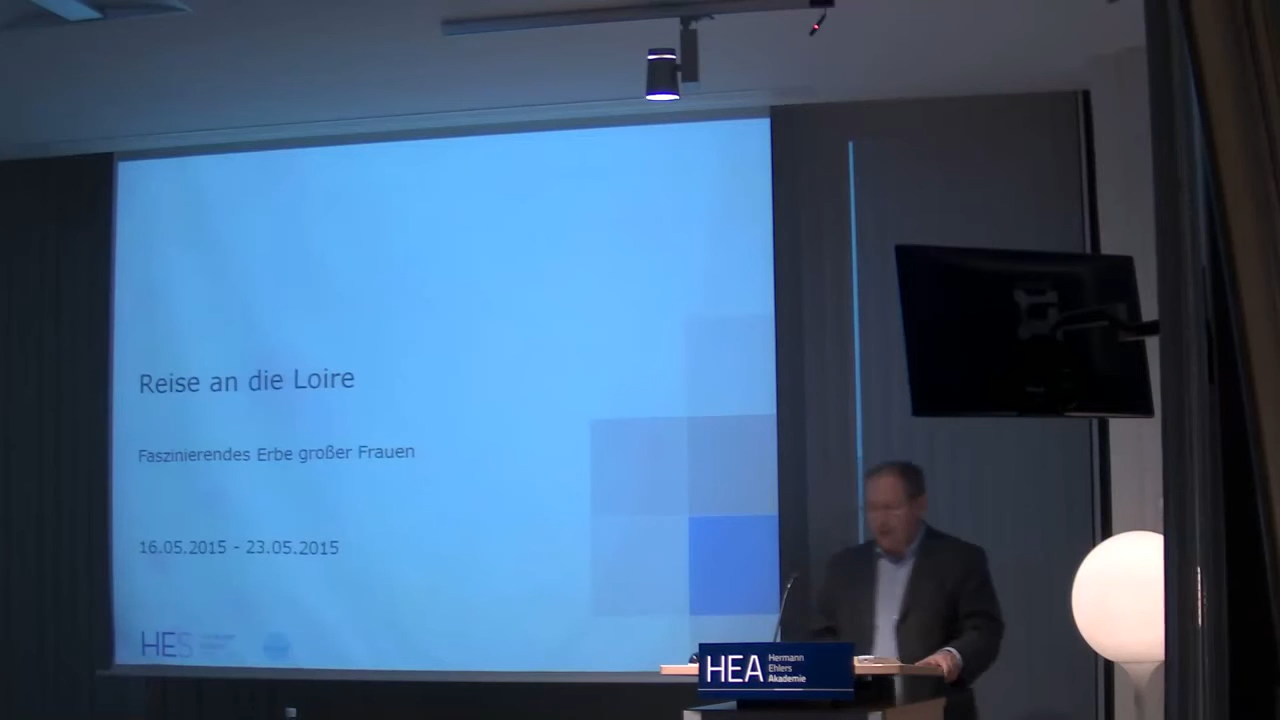 Reise an die Loire
Faszinierendes Erbe großer Frauen
16.05.2015 - 23.05.2015
HES
HEA
Hermann
Ehlers
Akademie